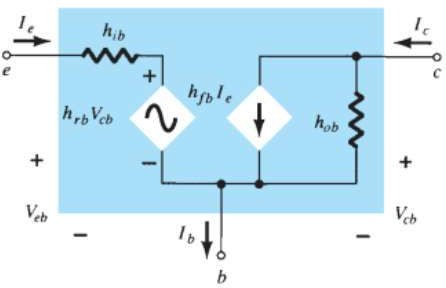 I_e
h_ib
I_c
e
c
+
h_rb V_cb
h_fb I_e
h_ob
−
+
+
V_eb
V_cb
−
I_b
−
b